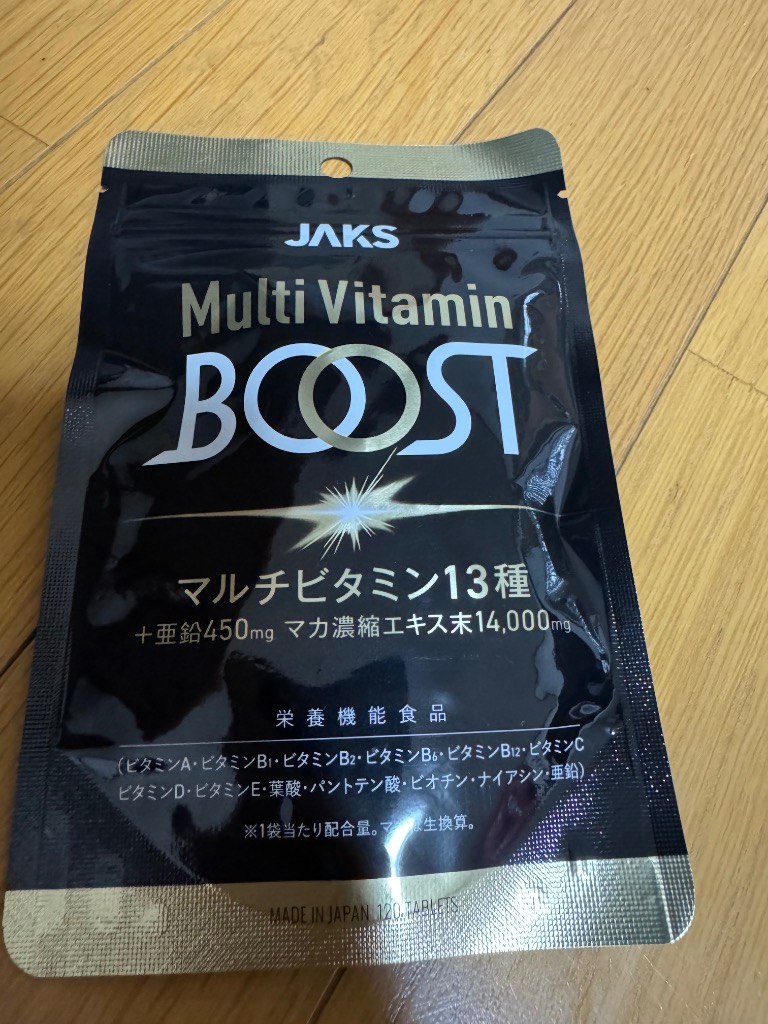 JAKS
Multi Vitamin
BOOST
マルチビタミン13種
+亜鉛450mg マカ濃縮エキス末14,000mg
栄養機能食品
(ビタミンA・ビタミンB1・ビタミンB2・ビタミンB6・ビタミンB12・ビタミンC
ビタミンD・ビタミンE・葉酸・パントテン酸・ビオチン・ナイアシン・亜鉛)
※1袋当たり配合量。マカは生換算。
MADE IN JAPAN 120 TABLETS